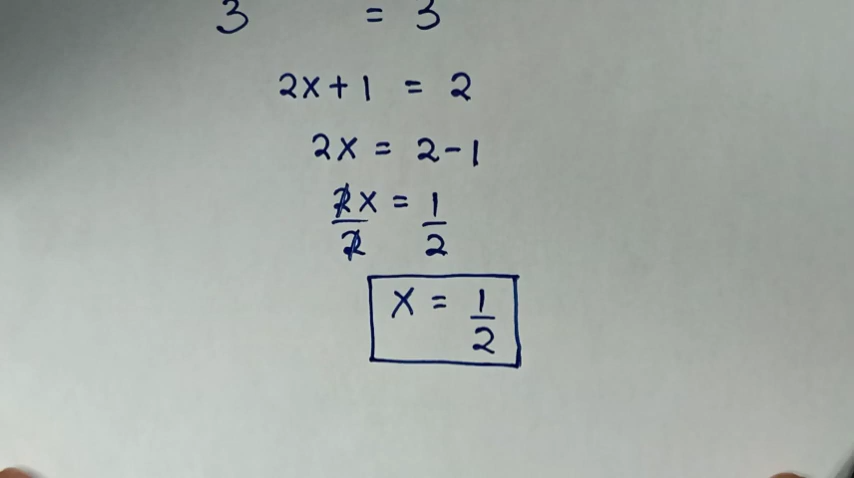 3 = 3
2x + 1 = 2
2x = 2 - 1
2x/2 = 1/2
x = 1/2